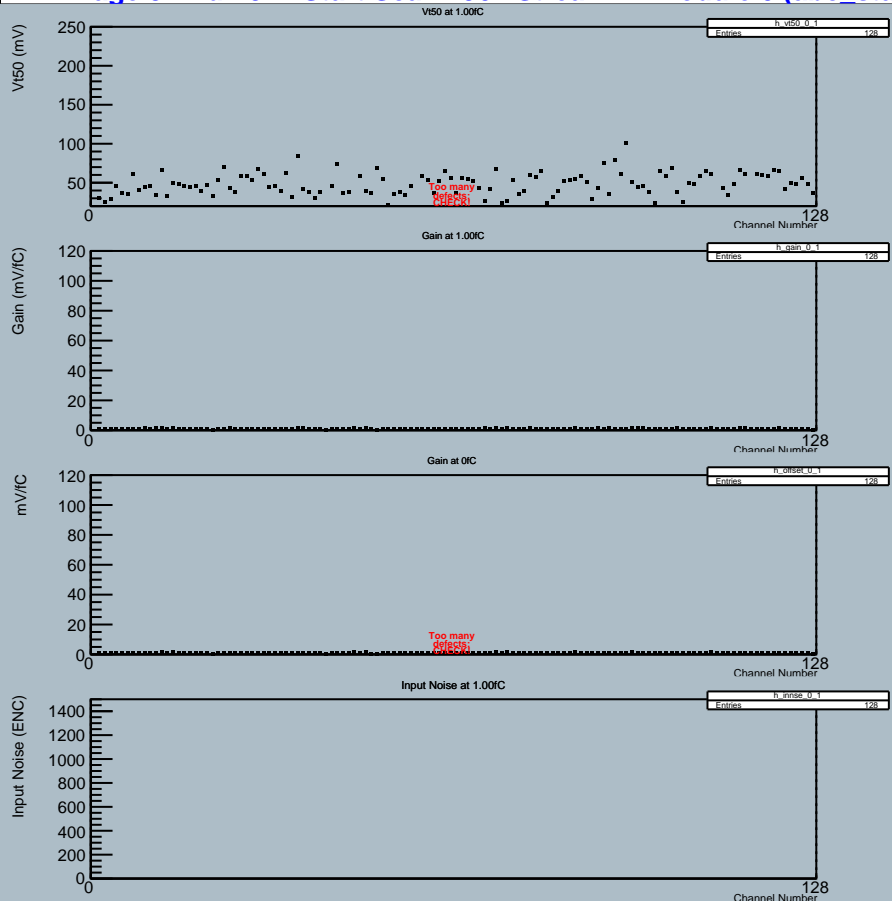 Vt50 at 1.00fC
h_vt50_0_1
Entries 128
Vt50 (mV)
250
200
150
100
50
Too many
defects:
CHECK!
0
128
Channel Number
Gain at 1.00fC
h_gain_0_1
Entries 128
Gain (mV/fC)
120
100
80
60
40
20
0
0
128
Channel Number
Gain at 0fC
h_offset_0_1
Entries 128
mV/fC
120
100
80
60
40
20
Too many
defects:
CHECK!
0
0
128
Channel Number
Input Noise at 1.00fC
h_innse_0_1
Entries 128
Input Noise (ENC)
1400
1200
1000
800
600
400
200
0
0
128
Channel Number